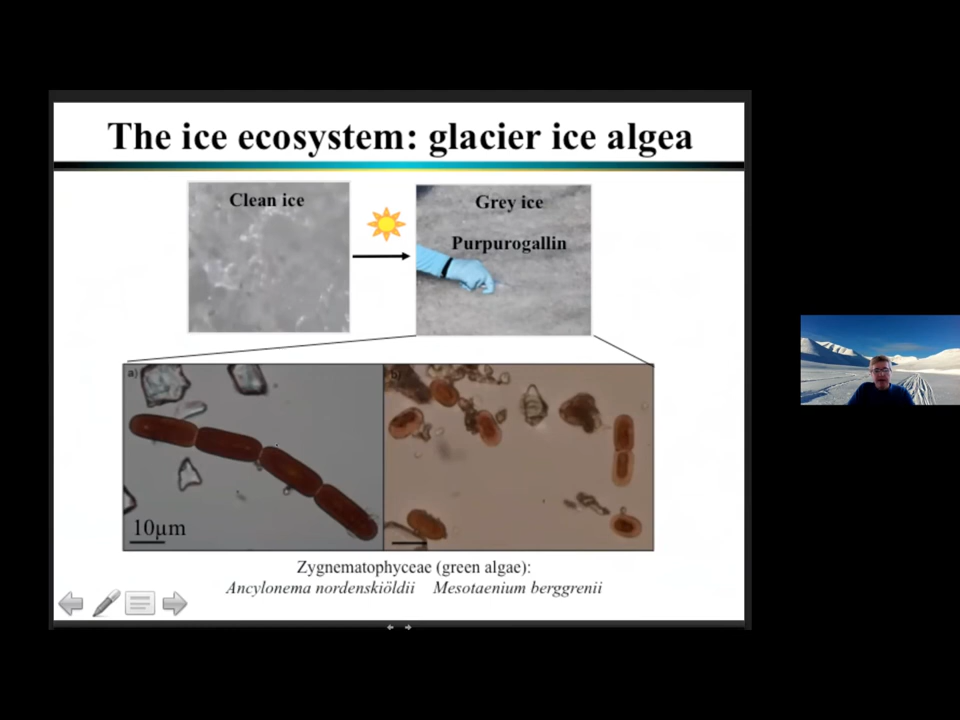 The ice ecosystem: glacier ice algea
Clean ice
Grey ice
Purpurogallin
a)
b)
10µm
Zygnematophyceae (green algae):
Ancylonema nordenskiöldii Mesotaenium berggrenii